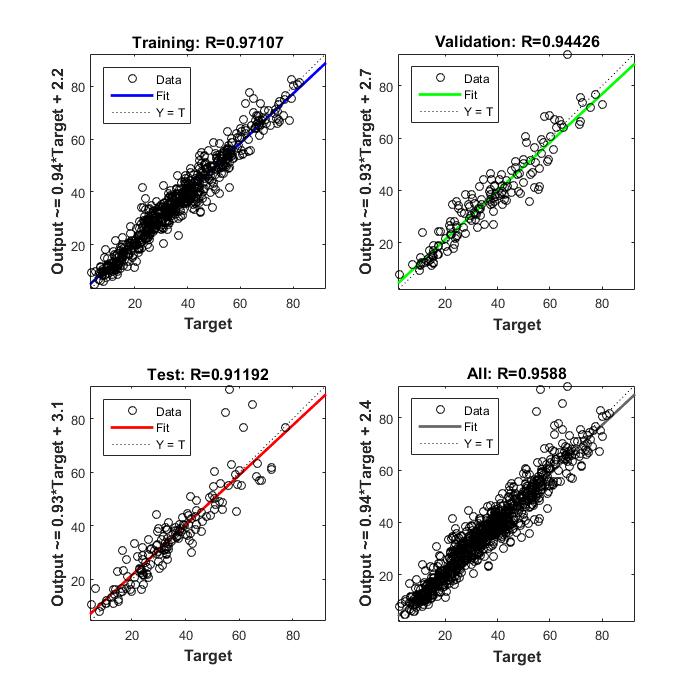 Training: R=0.97107
Output ~= 0.94*Target + 2.2
Data
Fit
Y = T
80
60
40
20
20 40 60 80
Target
Validation: R=0.94426
Output ~= 0.93*Target + 2.7
Data
Fit
Y = T
80
60
40
20
20 40 60 80
Target
Test: R=0.91192
Output ~= 0.93*Target + 3.1
Data
Fit
Y = T
80
60
40
20
20 40 60 80
Target
All: R=0.9588
Output ~= 0.94*Target + 2.4
Data
Fit
Y = T
80
60
40
20
20 40 60 80
Target